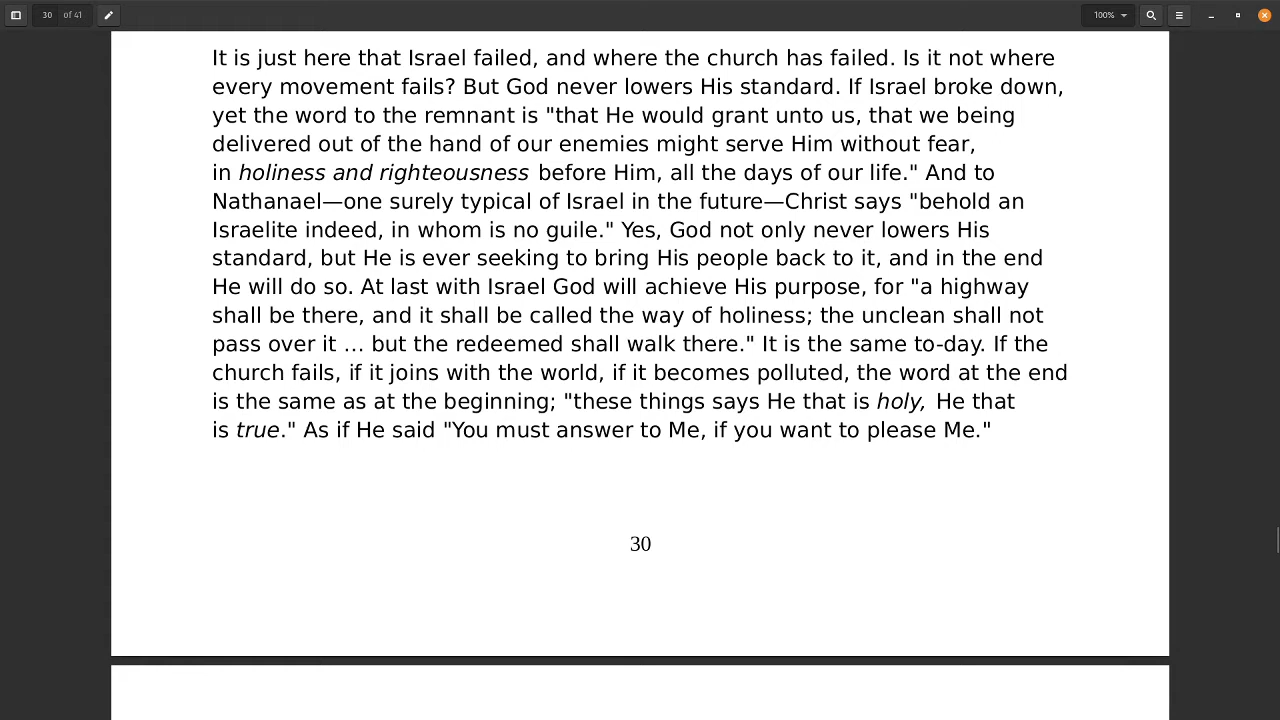 30 of 41
100%
It is just here that Israel failed, and where the church has failed. Is it not where
every movement fails? But God never lowers His standard. If Israel broke down,
yet the word to the remnant is "that He would grant unto us, that we being
delivered out of the hand of our enemies might serve Him without fear,
in holiness and righteousness before Him, all the days of our life." And to
Nathanael—one surely typical of Israel in the future—Christ says "behold an
Israelite indeed, in whom is no guile." Yes, God not only never lowers His
standard, but He is ever seeking to bring His people back to it, and in the end
He will do so. At last with Israel God will achieve His purpose, for "a highway
shall be there, and it shall be called the way of holiness; the unclean shall not
pass over it ... but the redeemed shall walk there." It is the same to-day. If the
church fails, if it joins with the world, if it becomes polluted, the word at the end
is the same as at the beginning; "these things says He that is holy, He that
is true." As if He said "You must answer to Me, if you want to please Me."
30